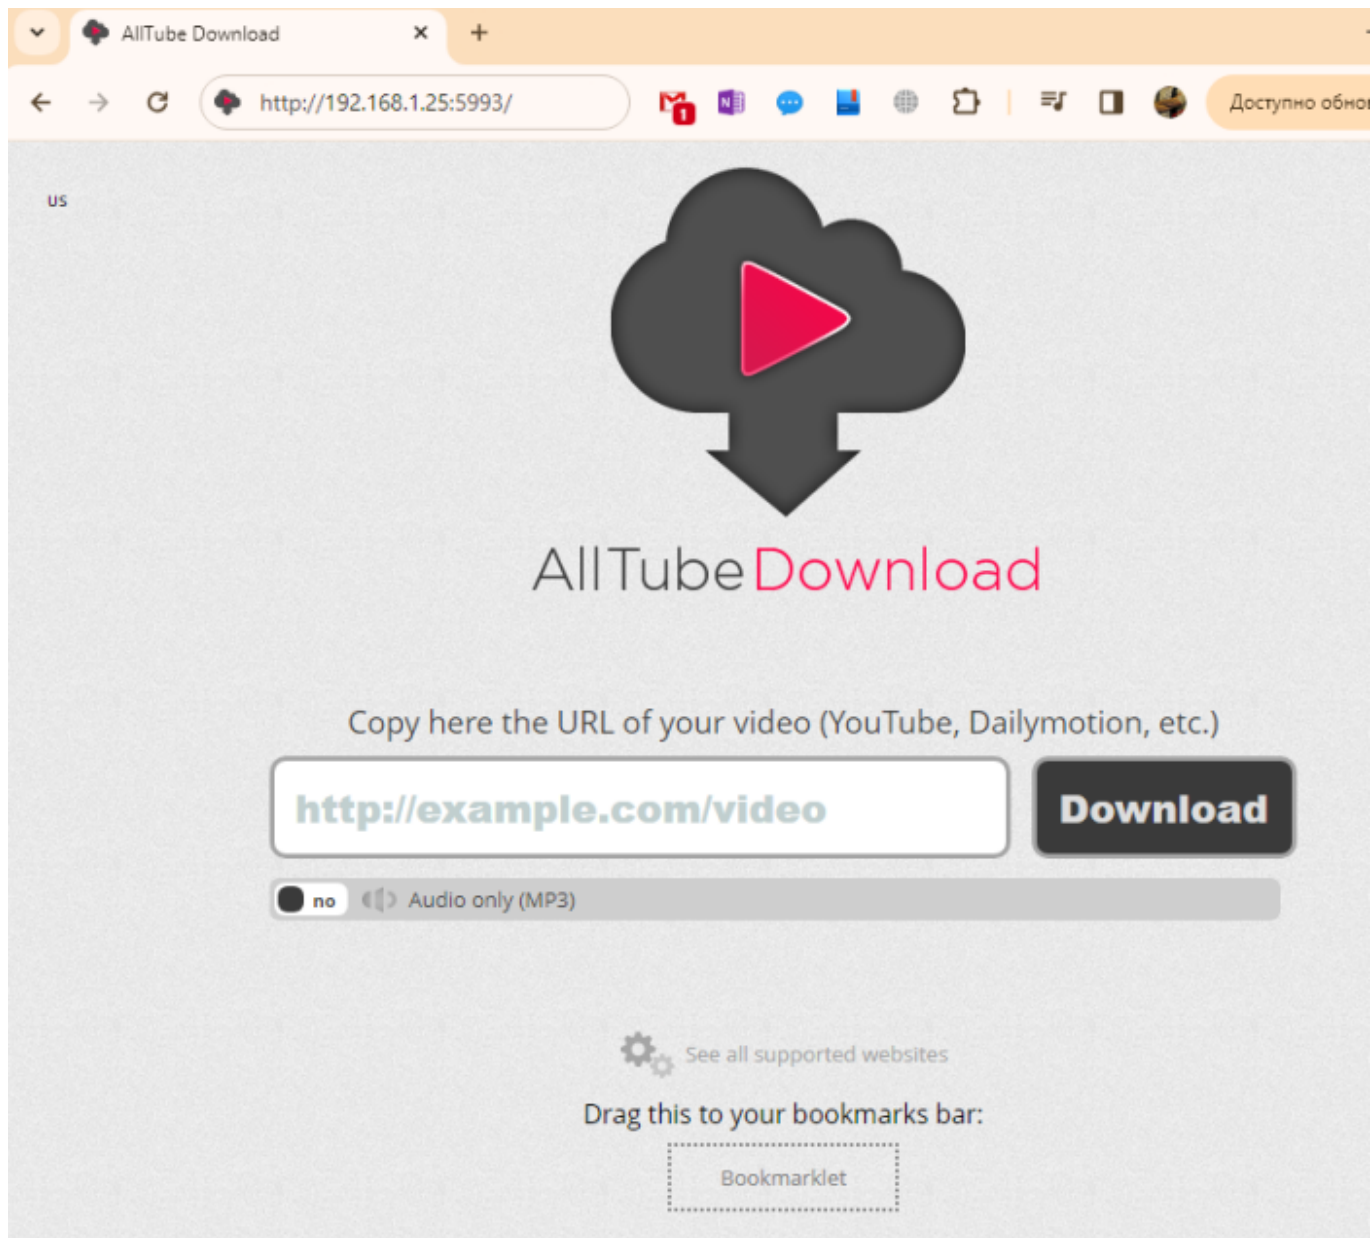 AllTube Download
http://192.168.1.25:5993/
1
N
Доступно
us
AllTube Download
Copy here the URL of your video (YouTube, Dailymotion, etc.)
http://example.com/video
Download
no
Audio only (MP3)
See all supported websites
Drag this to your bookmarks bar:
Bookmarklet